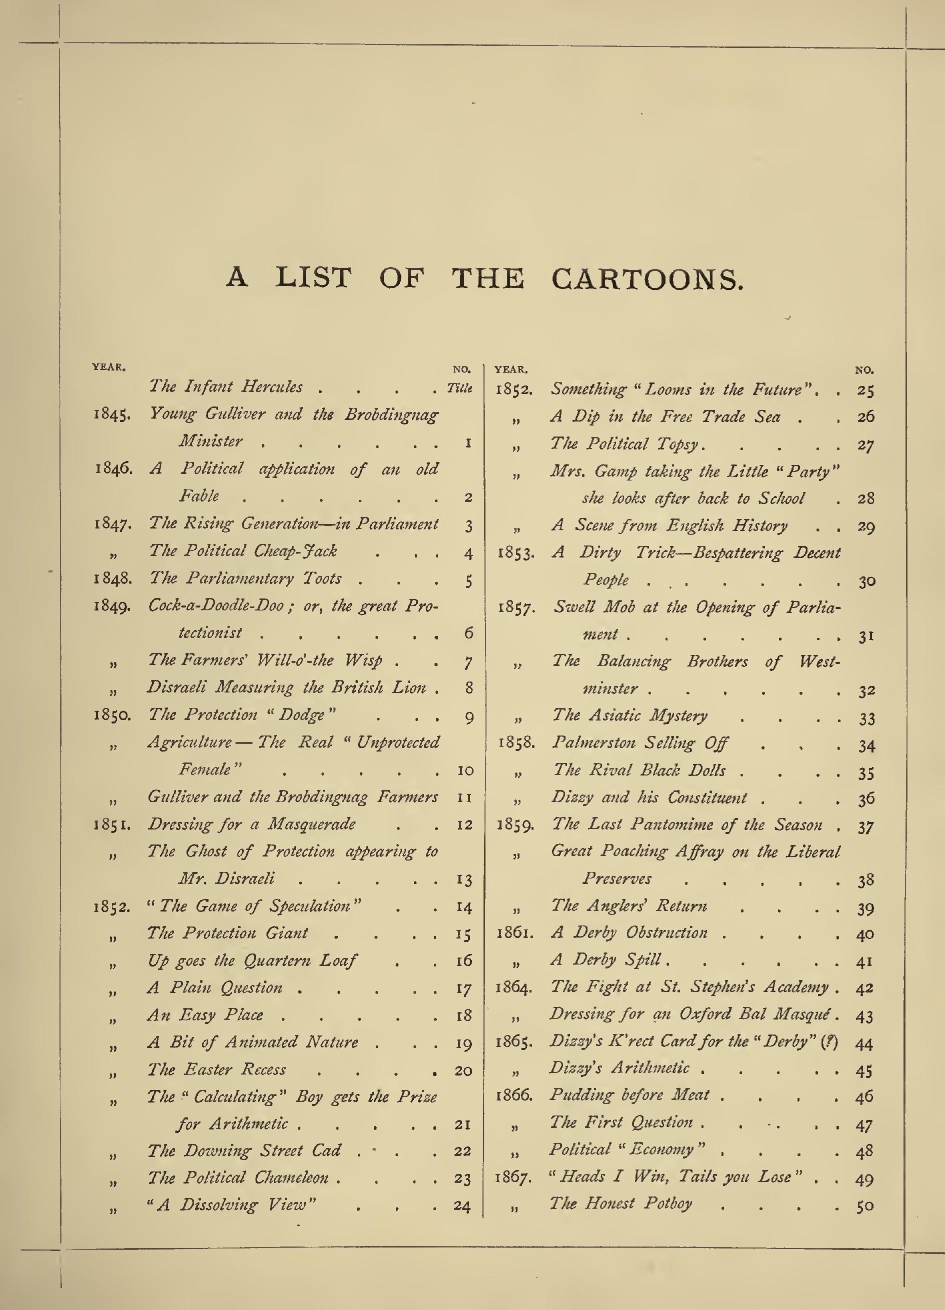 A LIST OF THE CARTOONS.
YEAR. NO.
The Infant Hercules . . . . Title
1845. Young Gulliver and the Brobdingnag
Minister . . . . . . 1
1846. A Political application of an old
Fable . . . . . . 2
1847. The Rising Generation—in Parliament 3
„ The Political Cheap-Jack . . . 4
1848. The Parliamentary Toots . . . 5
1849. Cock-a-Doodle-Doo; or, the great Pro-
tectionist . . . . . . 6
„ The Farmers' Will-o'-the Wisp . . 7
„ Disraeli Measuring the British Lion . 8
1850. The Protection “Dodge” . . . 9
„ Agriculture—The Real “Unprotected
Female” . . . . . 10
„ Gulliver and the Brobdingnag Farmers 11
1851. Dressing for a Masquerade . . 12
„ The Ghost of Protection appearing to
Mr. Disraeli . . . . . 13
1852. “The Game of Speculation” . . 14
„ The Protection Giant . . . . 15
„ Up goes the Quartern Loaf . . 16
„ A Plain Question . . . . . 17
„ An Easy Place . . . . . 18
„ A Bit of Animated Nature . . . 19
„ The Easter Recess . . . . 20
„ The “Calculating” Boy gets the Prize
for Arithmetic . . . . . 21
„ The Downing Street Cad . . . . 22
„ The Political Chameleon . . . . 23
„ “A Dissolving View” . . . 24
YEAR. NO.
1852. Something “Looms in the Future” . . 25
„ A Dip in the Free Trade Sea . . 26
„ The Political Topsy . . . . . 27
„ Mrs. Gamp taking the Little “Party”
she looks after back to School . 28
„ A Scene from English History . . 29
1853. A Dirty Trick—Bespattering Decent
People . . . . . . . 30
1857. Swell Mob at the Opening of Parlia-
ment . . . . . . . 31
„ The Balancing Brothers of West-
minster . . . . . . 32
„ The Asiatic Mystery . . . . 33
1858. Palmerston Selling Off . . . 34
„ The Rival Black Dolls . . . . 35
„ Dizzy and his Constituent . . . 36
1859. The Last Pantomime of the Season . 37
„ Great Poaching Affray on the Liberal
Preserves . . . . . 38
„ The Anglers' Return . . . . 39
1861. A Derby Obstruction . . . . 40
„ A Derby Spill . . . . . . 41
1864. The Fight at St. Stephen's Academy . 42
„ Dressing for an Oxford Bal Masqué . 43
1865. Dizzy's K'rect Card for the “Derby” (?) 44
„ Dizzy's Arithmetic . . . . . 45
1866. Pudding before Meat . . . . 46
„ The First Question . . . . . 47
„ Political “Economy” . . . . 48
1867. “Heads I Win, Tails you Lose” . . 49
„ The Honest Potboy . . . . 50